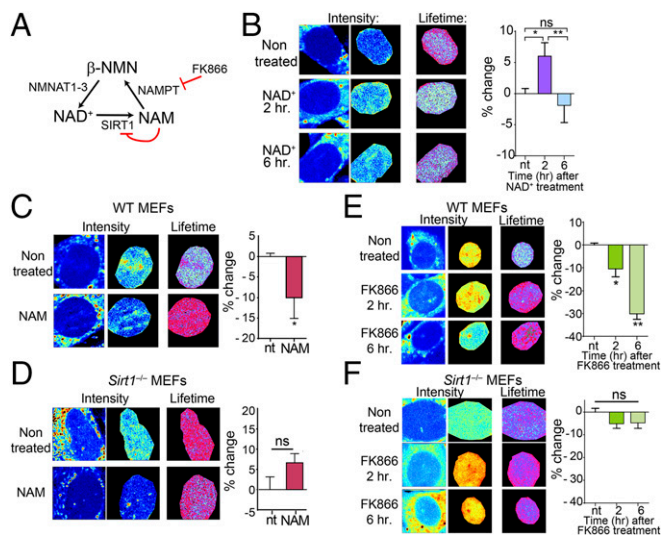 A
β-NMN
FK866
NMNAT1-3
NAMPT
NAD+
NAM
SIRT1
B
Intensity:
Lifetime:
Non
treated
NAD+
2 hr.
NAD+
6 hr.
% change
10
5
0
-5
-10
ns
*
**
nt 2 6
Time (hr) after
NAD+ treatment
C
WT MEFs
Intensity
Lifetime
Non
treated
NAM
% change
5
0
-5
-10
-15
-20
*
nt NAM
D
Sirt1–/– MEFs
Intensity
Lifetime
Non
treated
NAM
% change
20
15
10
5
0
-5
ns
nt NAM
E
WT MEFs
Intensity
Lifetime
Non
treated
FK866
2 hr.
FK866
6 hr.
% change
10
0
-10
-20
-30
-40
*
**
nt 2 6
Time (hr) after
FK866 treatment
F
Sirt1–/– MEFs
Intensity
Lifetime
Non
treated
FK866
2 hr.
FK866
6 hr.
% change
10
0
-10
-20
-30
-40
ns
nt 2 6
Time (hr) after
FK866 treatment